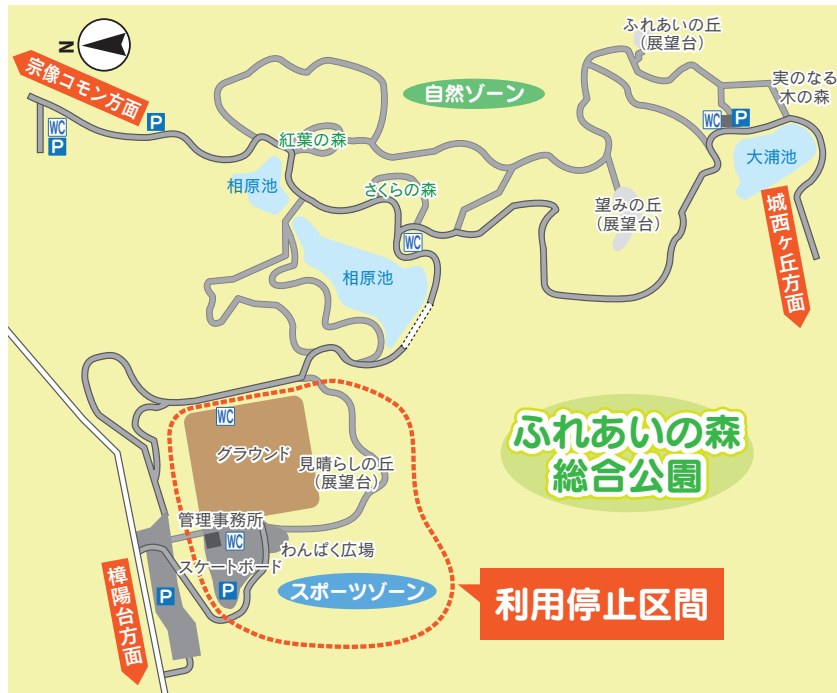 N
宗像コモン方面
WC
P
P
自然ゾーン
ふれあいの丘
(展望台)
実のなる
木の森
WC
P
大浦池
城西ヶ丘方面
紅葉の森
相原池
さくらの森
望みの丘
(展望台)
WC
相原池
WC
グラウンド
見晴らしの丘
(展望台)
管理事務所
WC
わんぱく広場
スケートボード
P
P
スポーツゾーン
樟陽台方面
ふれあいの森
総合公園
利用停止区間